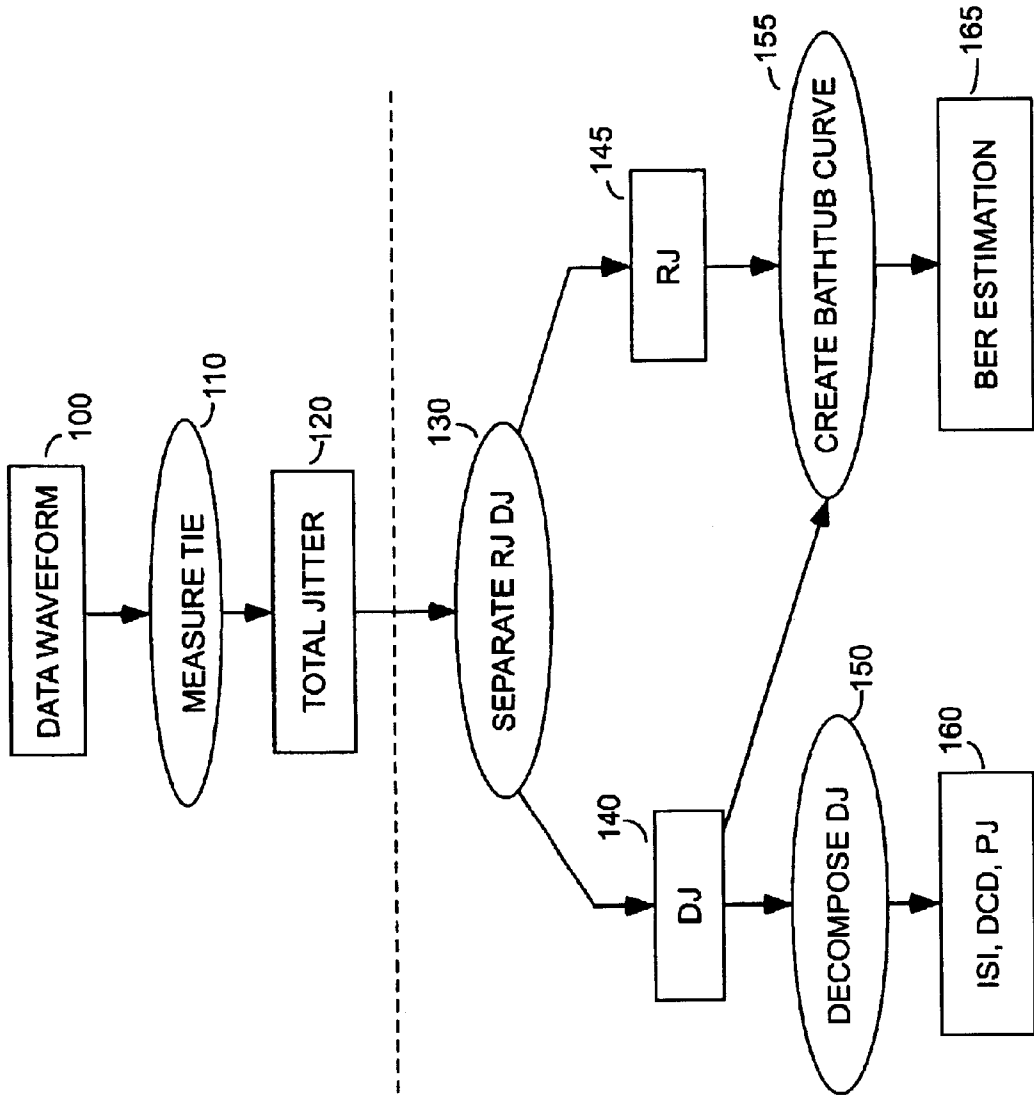 DATA WAVEFORM
100
MEASURE TIE
110
TOTAL JITTER
120
SEPARATE RJ DJ
130
DJ
140
RJ
145
DECOMPOSE DJ
150
CREATE BATHTUB CURVE
155
ISI, DCD, PJ
160
BER ESTIMATION
165